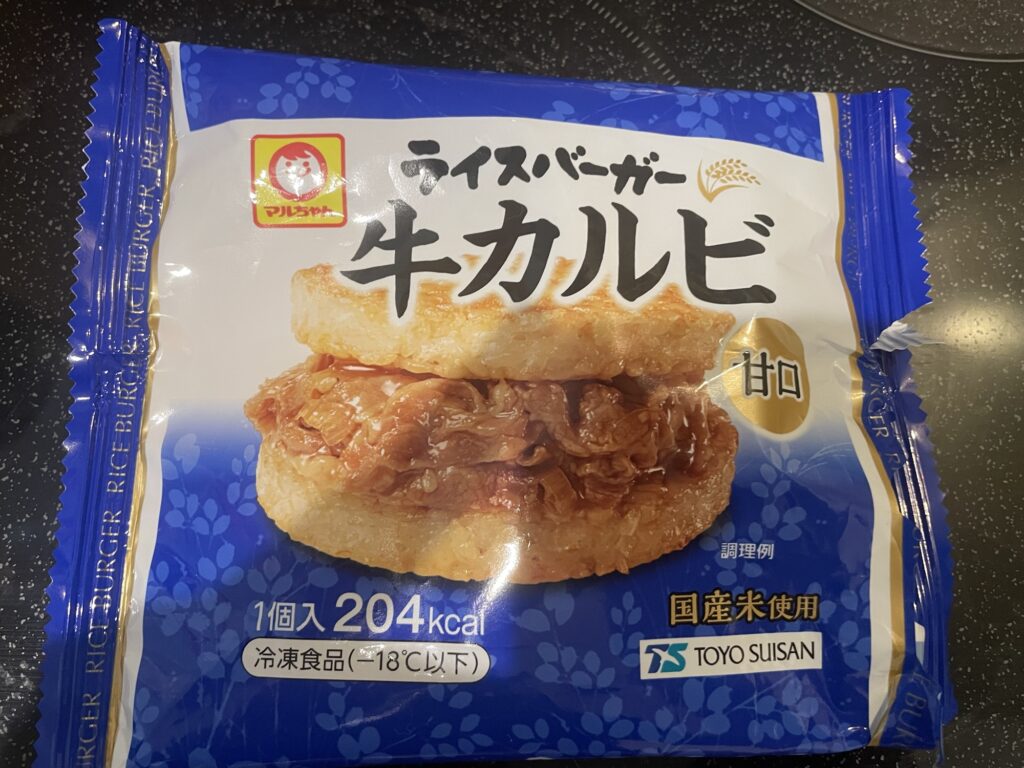 マルちゃん
ライスバーガー
牛カルビ
甘口
調理例
1個入 204kcal
冷凍食品(−18℃以下)
国産米使用
TS TOYO SUISAN
RICE BURGER RICE BURGER RICE BURGER